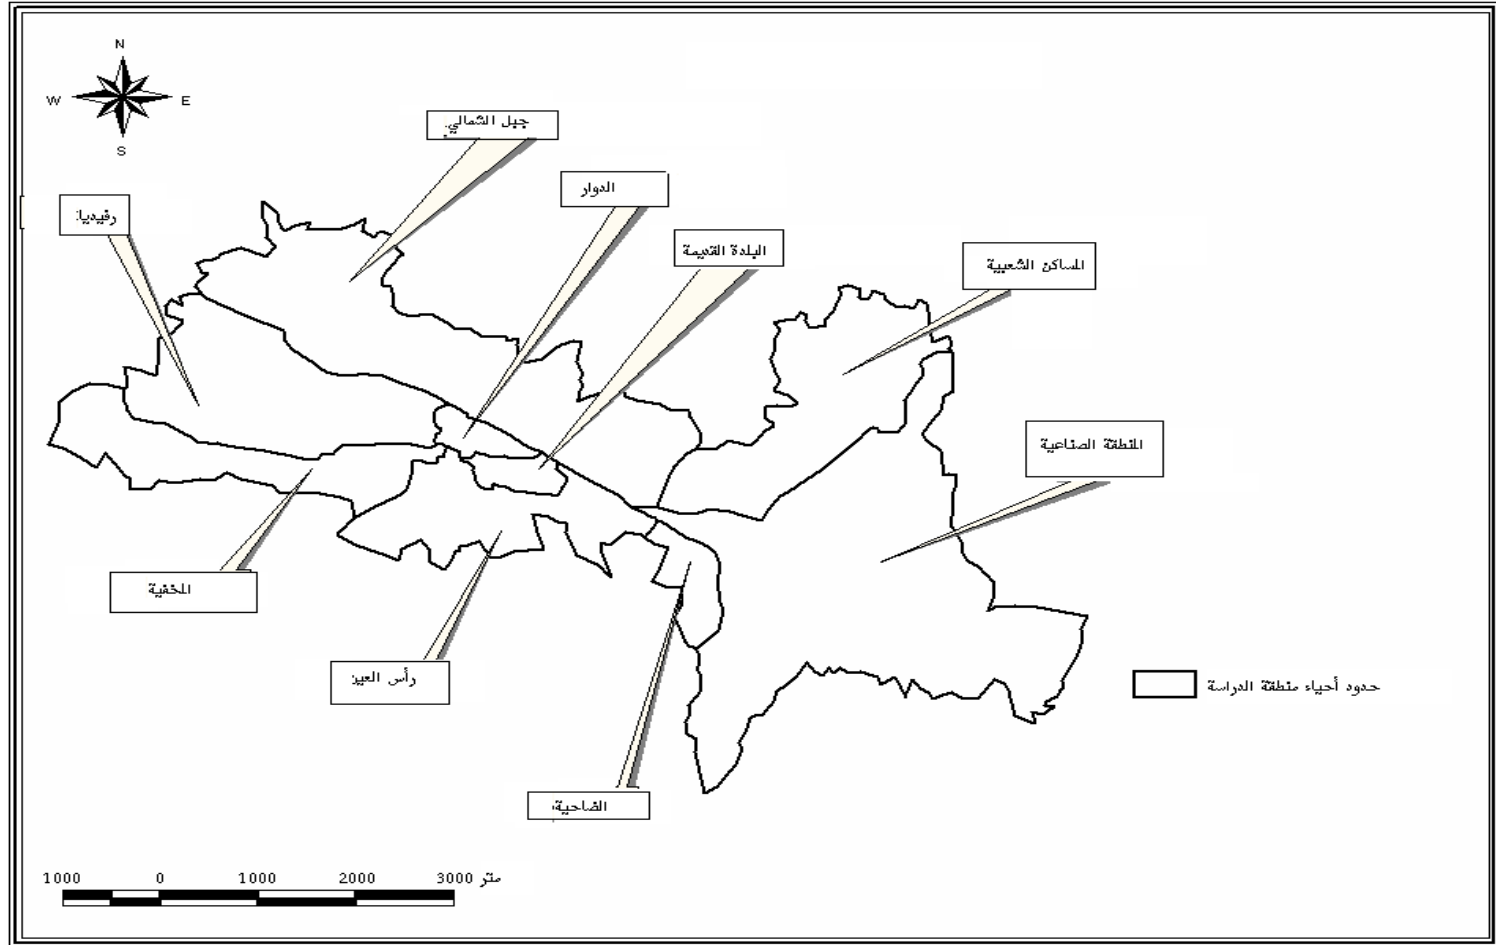 N
W E
S
جبل الشمالي
الدوار
رفيديا
البلدة القديمة
المساكن الشعبية
المنطقة الصناعية
المخفية
رأس العين
الضاحية
حدود أحياء منطقة الدراسة
1000 0 1000 2000 3000 متر